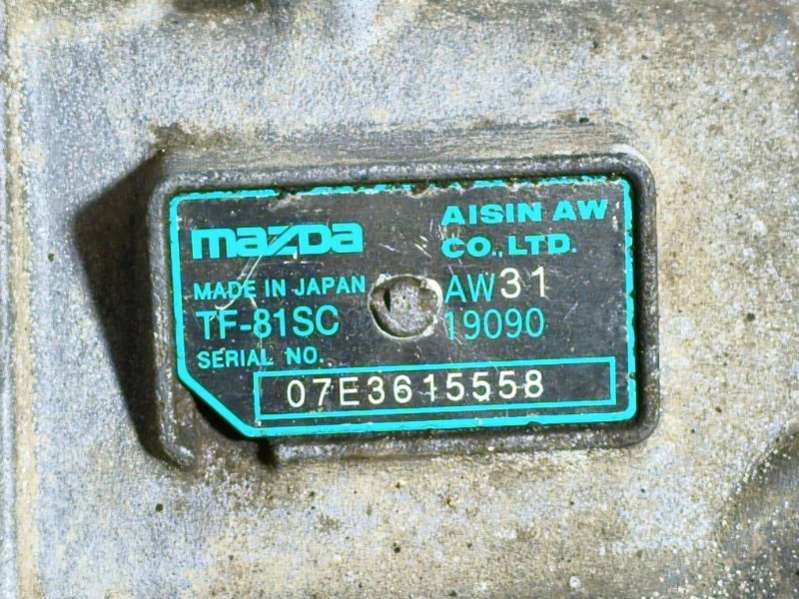 mazda
AISIN AW
CO.,LTD.
MADE IN JAPAN
AW31
TF-81SC
19090
SERIAL NO.
07E3615558